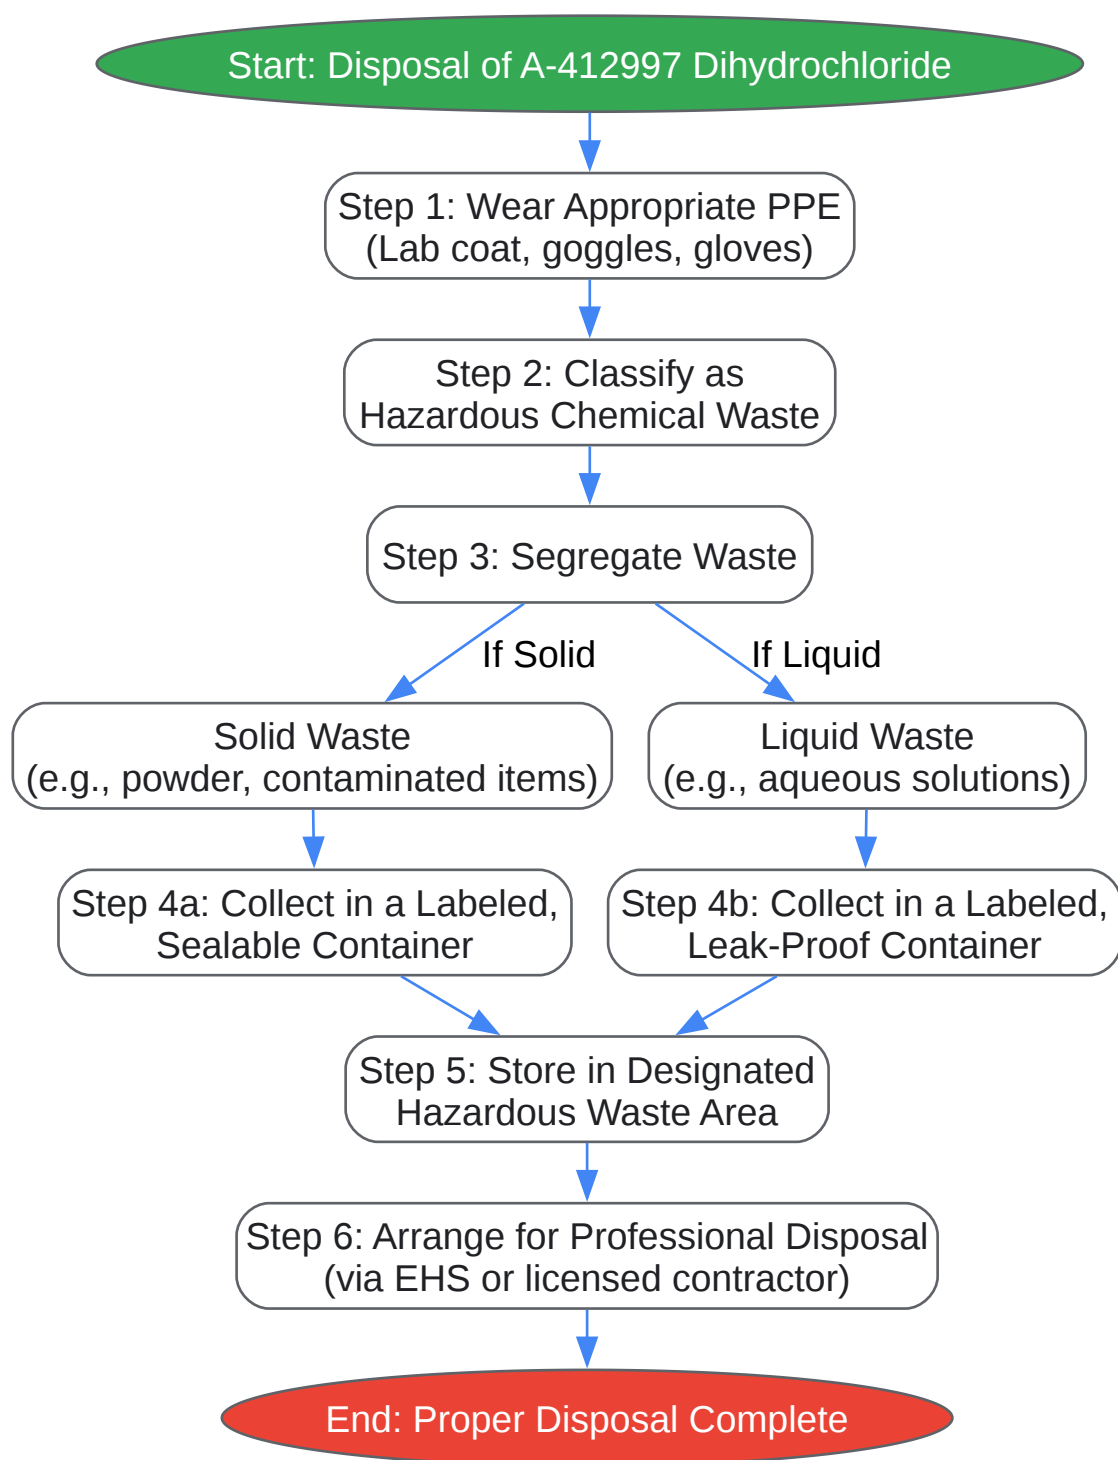 Start: Disposal of A-412997 Dihydrochloride
Step 1: Wear Appropriate PPE
(Lab coat, goggles, gloves)
Step 2: Classify as
Hazardous Chemical Waste
Step 3: Segregate Waste
If Solid
If Liquid
Solid Waste
(e.g., powder, contaminated items)
Liquid Waste
(e.g., aqueous solutions)
Step 4a: Collect in a Labeled,
Sealable Container
Step 4b: Collect in a Labeled,
Leak-Proof Container
Step 5: Store in Designated
Hazardous Waste Area
Step 6: Arrange for Professional Disposal
(via EHS or licensed contractor)
End: Proper Disposal Complete